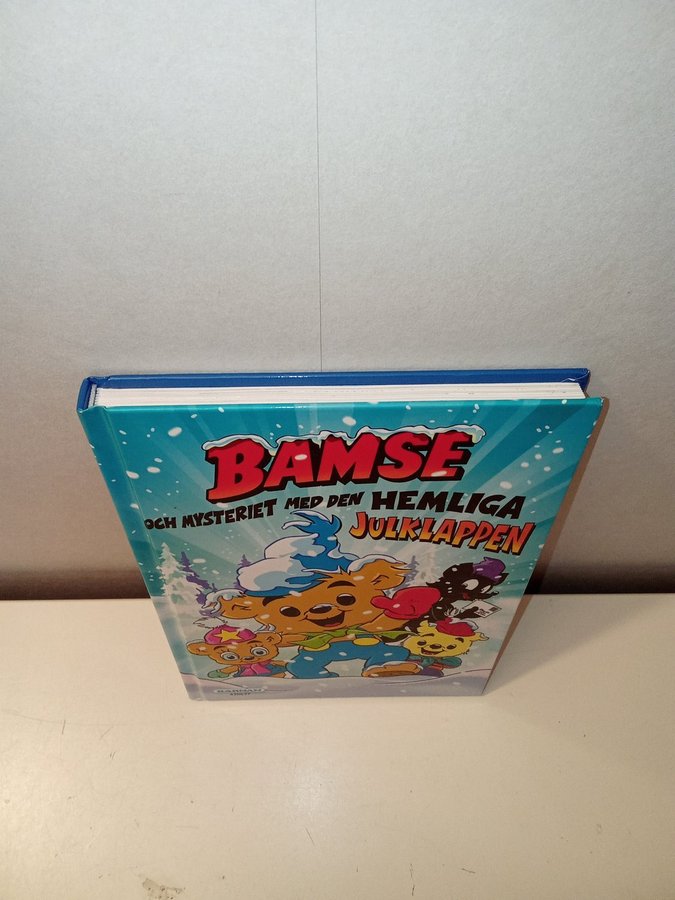 BAMSE
OCH MYSTERIET MED DEN HEMLIGA
JULKLAPPEN